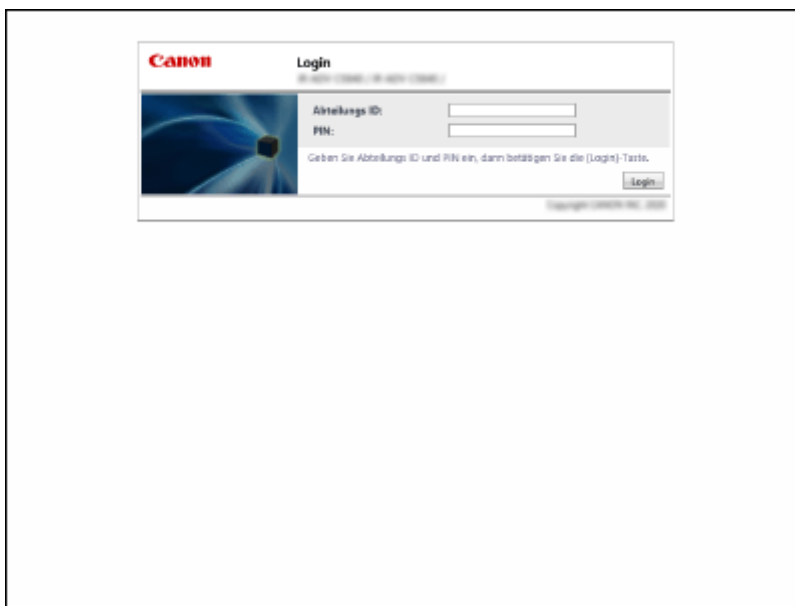 Canon
Login
Abteilungs ID:
PIN:
Geben Sie Abteilungs ID und PIN ein, dann betätigen Sie die [Login]-Taste.
Login